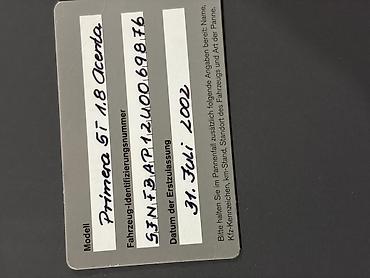 Modell
Primera 5T 1.8 Acenta
Fahrzeug-Identifizierungsnummer
SJNFBAP12U0069876
Datum der Erstzulassung
31. Juli 2002
Bitte halten Sie im Pannenfall zusätzlich folgende Angaben bereit: Name,
Kfz-Kennzeichen, km-Stand, Standort des Fahrzeugs und Art der Panne.